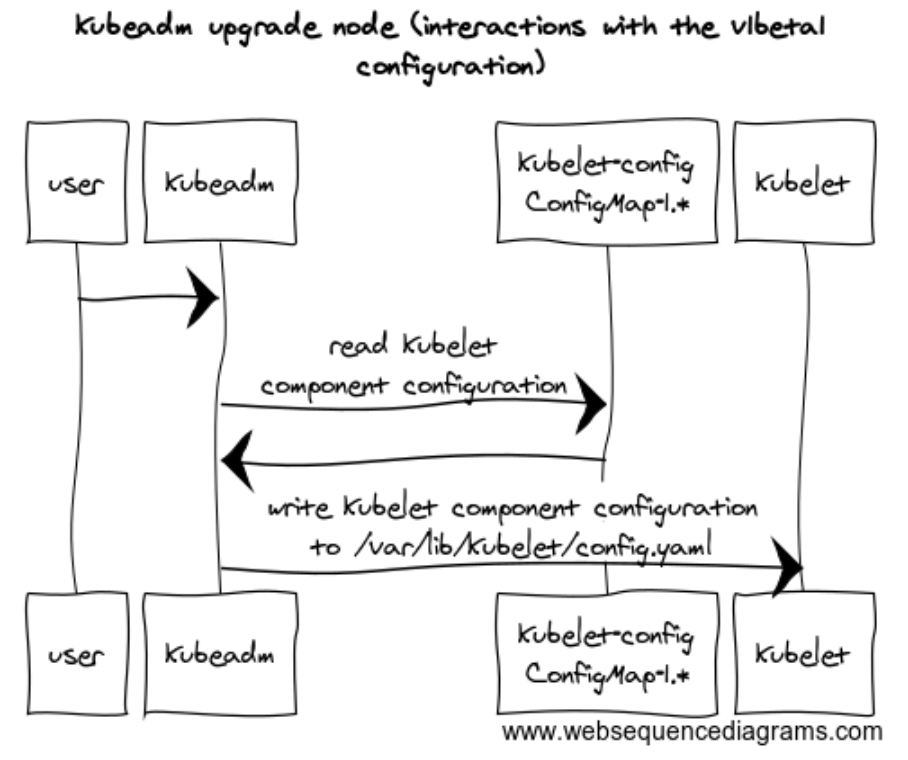 kubeadm upgrade node (interactions with the v1beta1
configuration)
user
kubeadm
kubelet-config
ConfigMap-1.*
kubelet
read kubelet
component configuration
write kubelet component configuration
to /var/lib/kubelet/config.yaml
user
kubeadm
kubelet-config
ConfigMap-1.*
kubelet
www.websequencediagrams.com